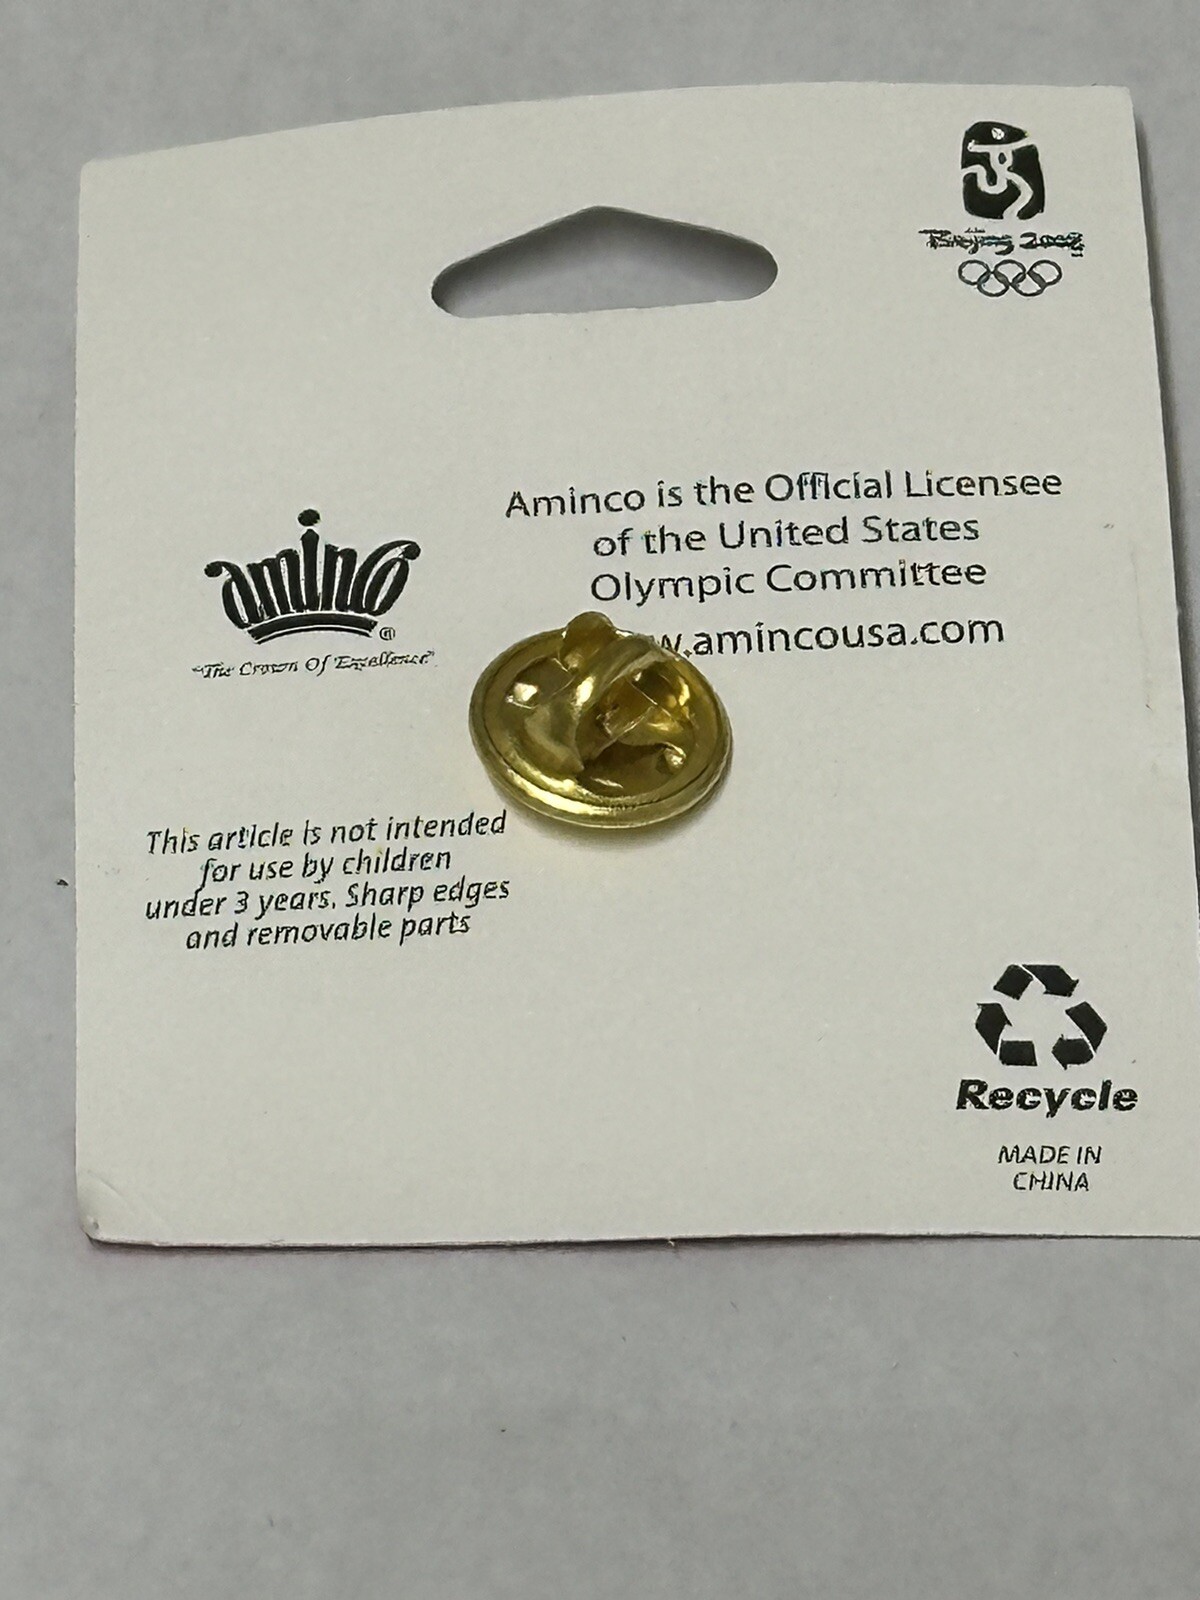 Beijing 2008
Aminco is the Official Licensee
of the United States
Olympic Committee
w.amincousa.com
aminco
®
"The Crown Of Excellence"
This article is not intended
for use by children
under 3 years. Sharp edges
and removable parts
Recycle
MADE IN
CHINA